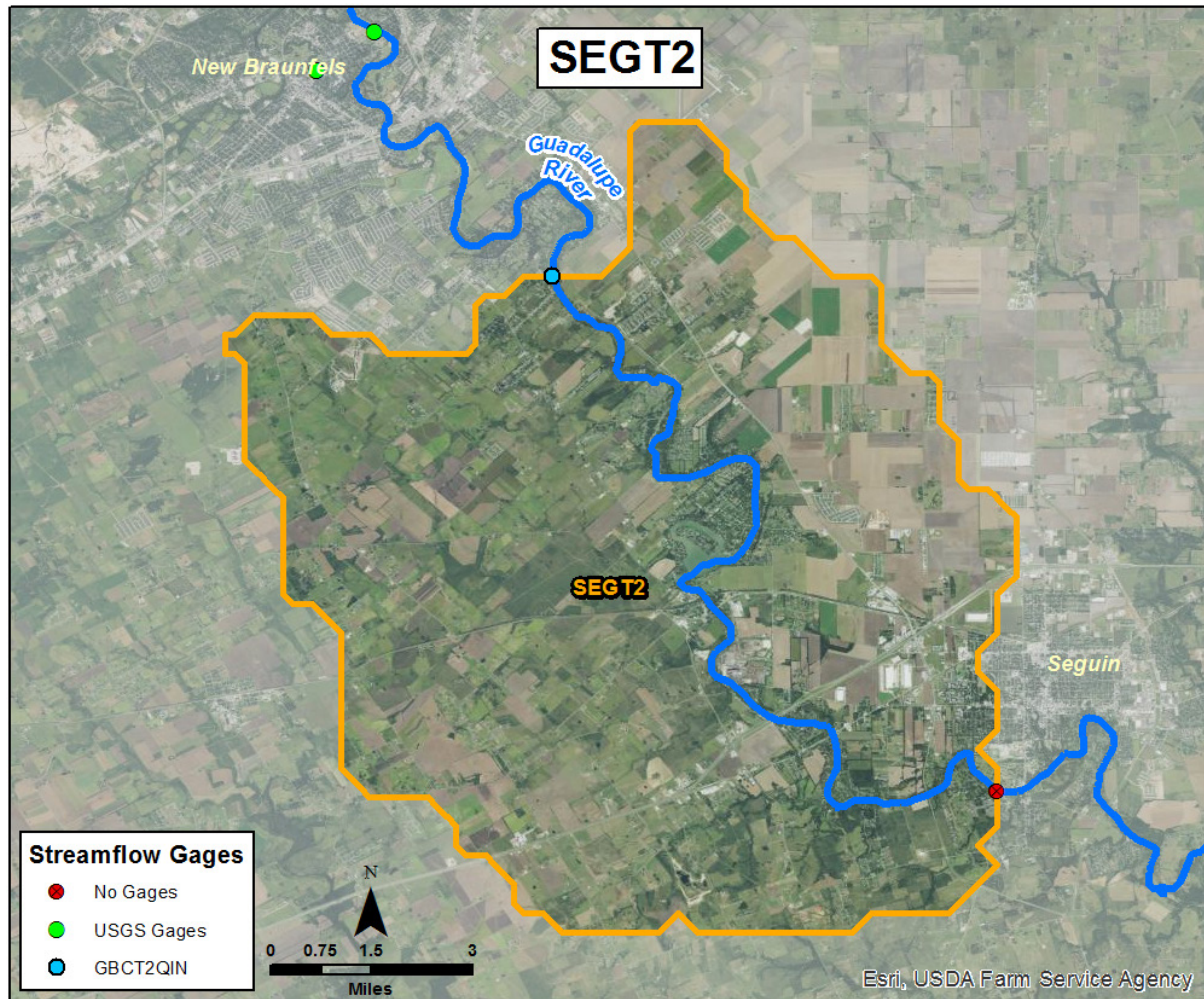 SEGT2
New Braunfels
Guadalupe
River
SEGT2
Seguin
Streamflow Gages
No Gages
USGS Gages
GBCT2QIN
N
0 0.75 1.5 3
Miles
Esri, USDA Farm Service Agency